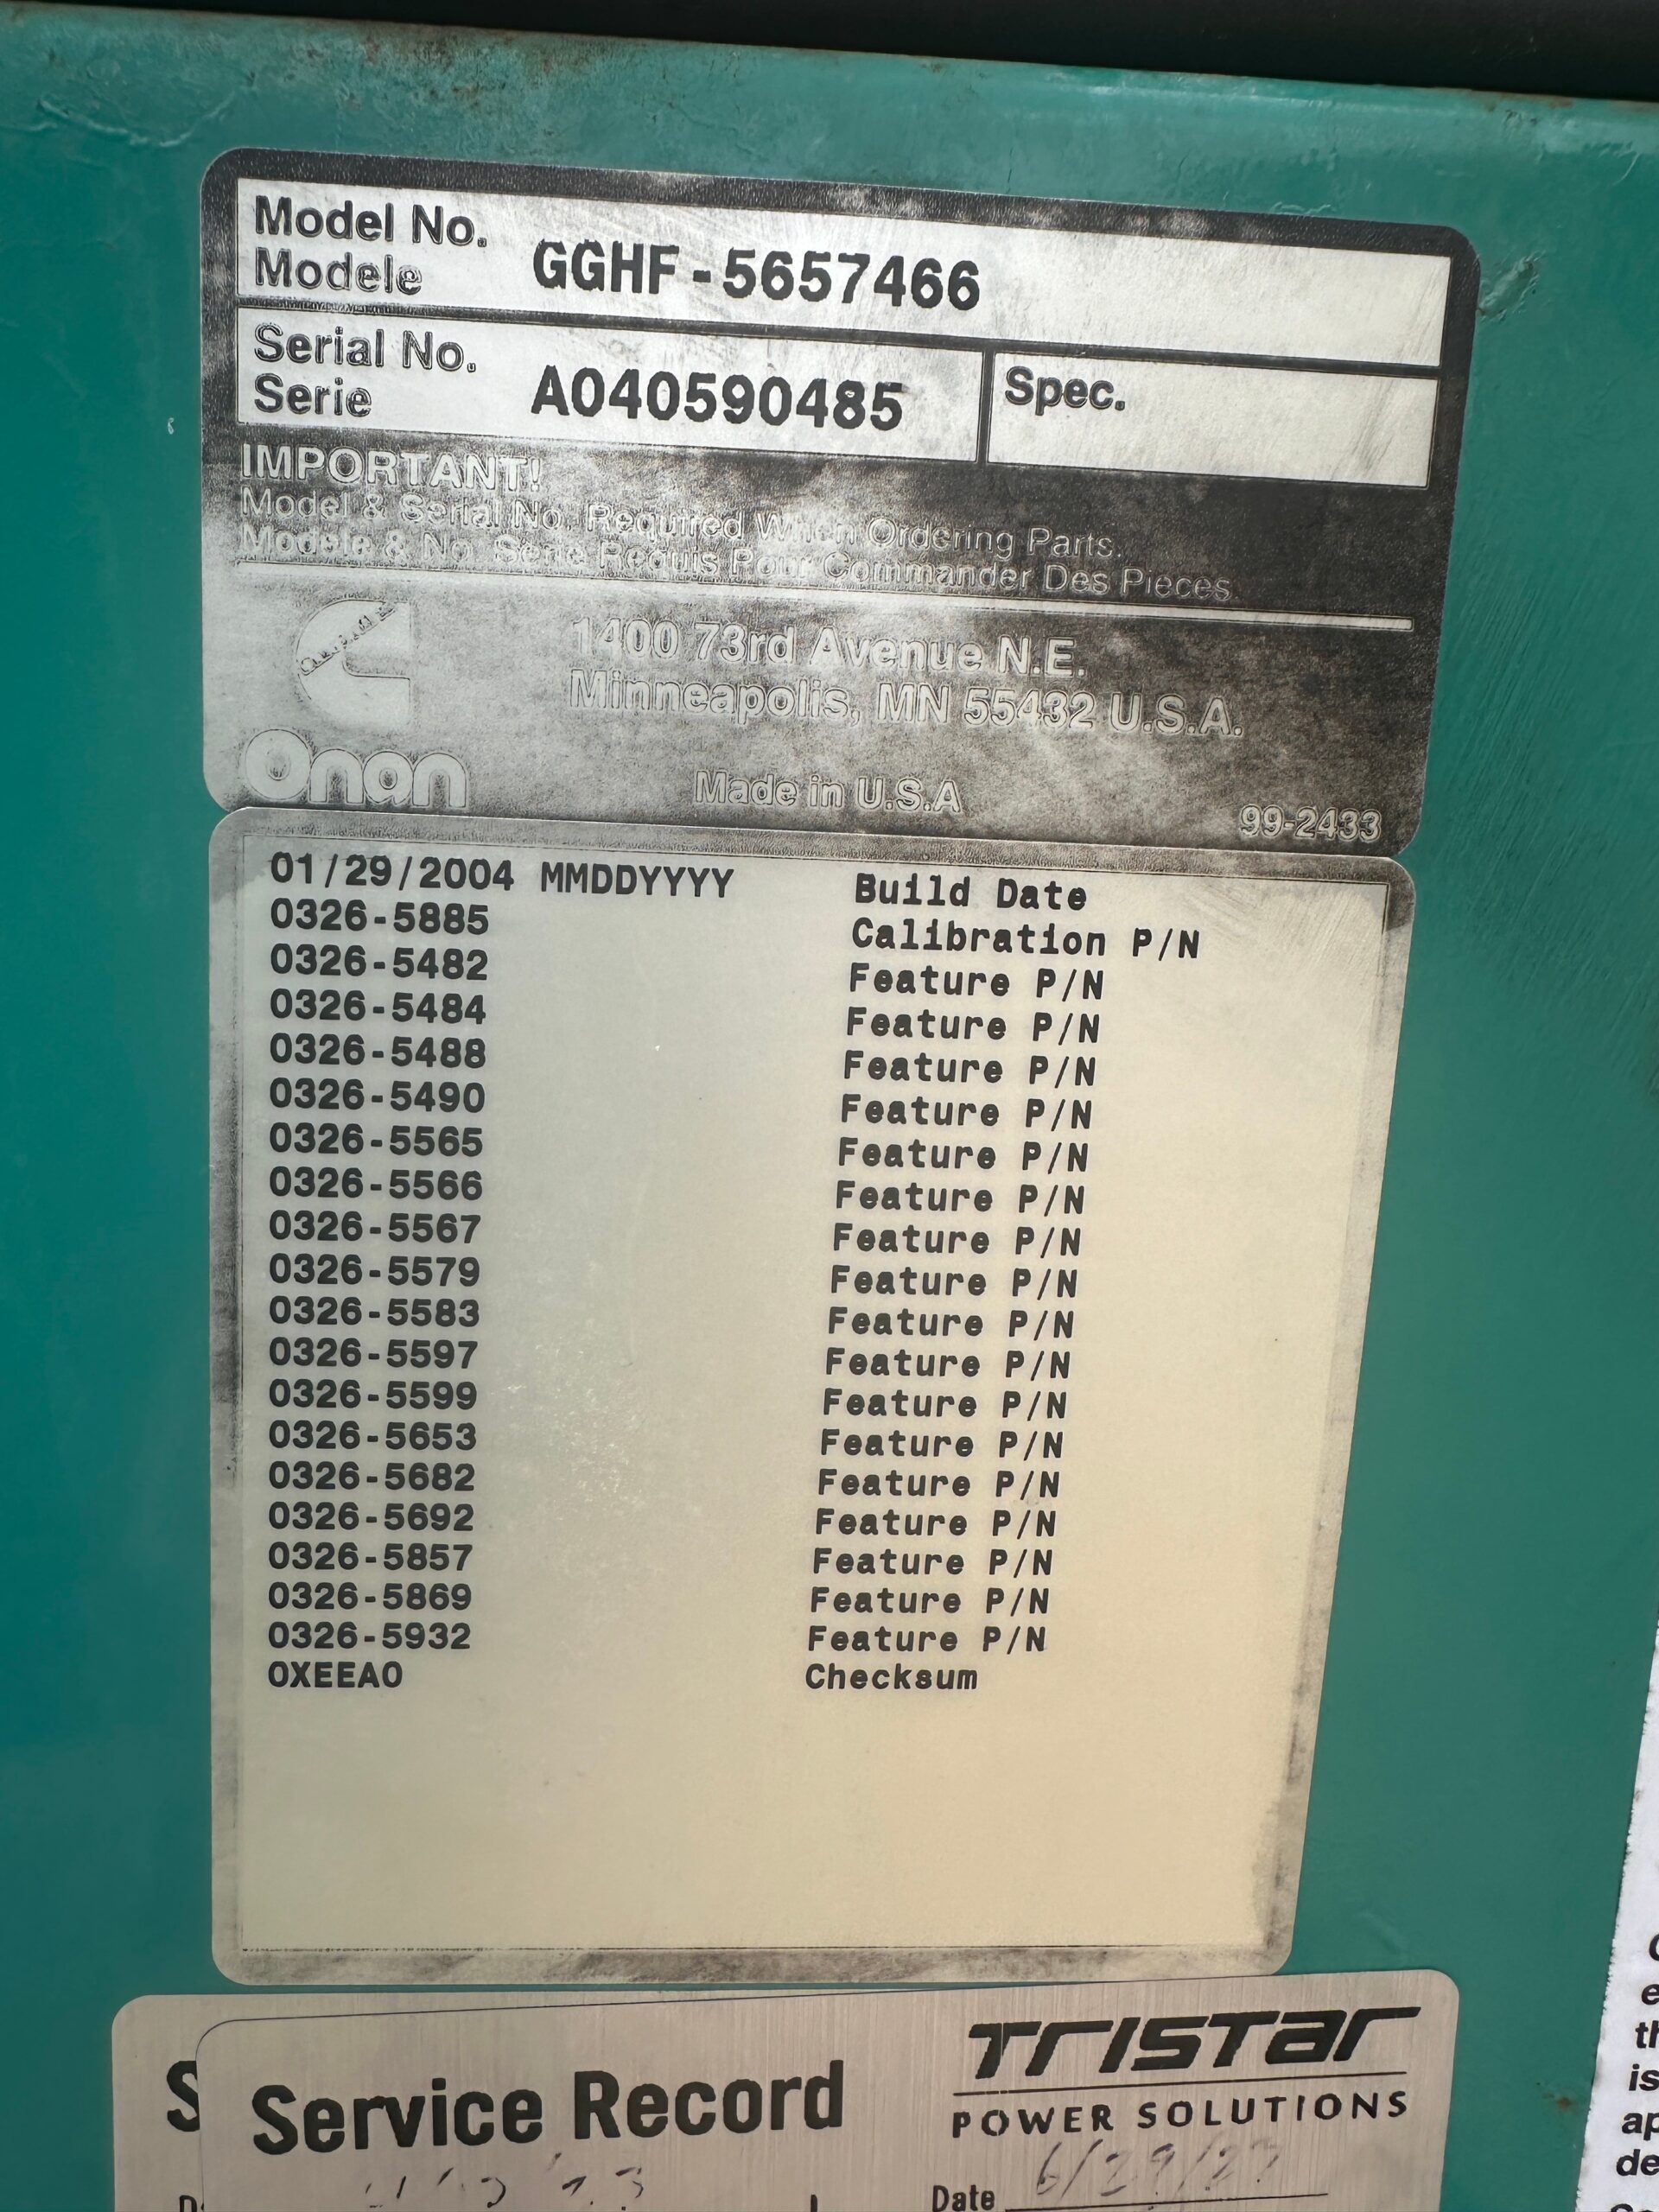 Model No.
Modele
GGHF-5657466
Serial No.
Serie
A040590485
Spec.
IMPORTANT!
Model & Serial No. Required When Ordering Parts.
Modele & No. Serie Requis Pour Commander Des Pieces.
Onan
1400 73rd Avenue N.E.
Minneapolis, MN 55432 U.S.A.
Made in U.S.A
99-2433
01/29/2004 MMDDYYYY Build Date
0326-5885 Calibration P/N
0326-5482 Feature P/N
0326-5484 Feature P/N
0326-5488 Feature P/N
0326-5490 Feature P/N
0326-5565 Feature P/N
0326-5566 Feature P/N
0326-5567 Feature P/N
0326-5579 Feature P/N
0326-5583 Feature P/N
0326-5597 Feature P/N
0326-5599 Feature P/N
0326-5653 Feature P/N
0326-5682 Feature P/N
0326-5692 Feature P/N
0326-5857 Feature P/N
0326-5869 Feature P/N
0326-5932 Feature P/N
0XEEA0 Checksum
S
Service Record
TRISTAR
POWER SOLUTIONS
Date